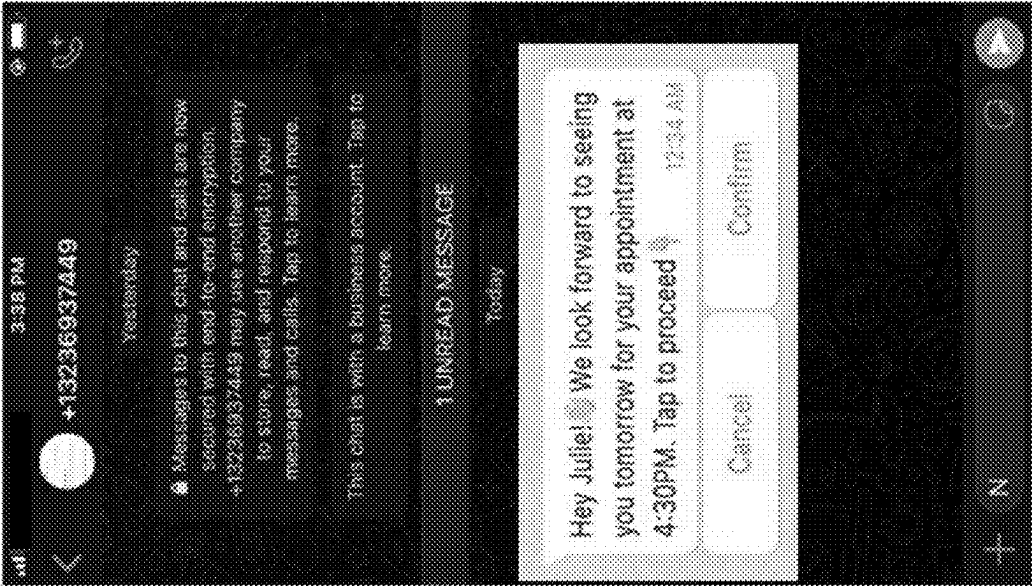 3:38 PM
+13236937449
Yesterday
Messages to this chat and calls are now
secured with end-to-end encryption.
+13236937449 may use another company
to store, read, and respond to your
messages and calls. Tap to learn more.
This chat is with a business account. Tap to
learn more.
1 UNREAD MESSAGE
Today
Hey Julie! We look forward to seeing
you tomorrow for your appointment at
4:30PM. Tap to proceed
12:34 AM
Cancel
Confirm
N